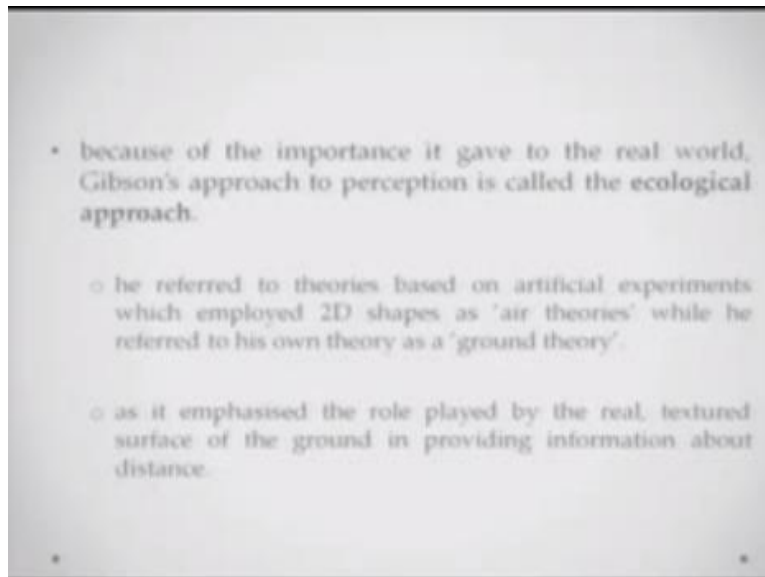 • because of the importance it gave to the real world,
Gibson's approach to perception is called the ecological
approach.
o he referred to theories based on artificial experiments
which employed 2D shapes as 'air theories' while he
referred to his own theory as a 'ground theory'.
o as it emphasised the role played by the real, textured
surface of the ground in providing information about
distance.